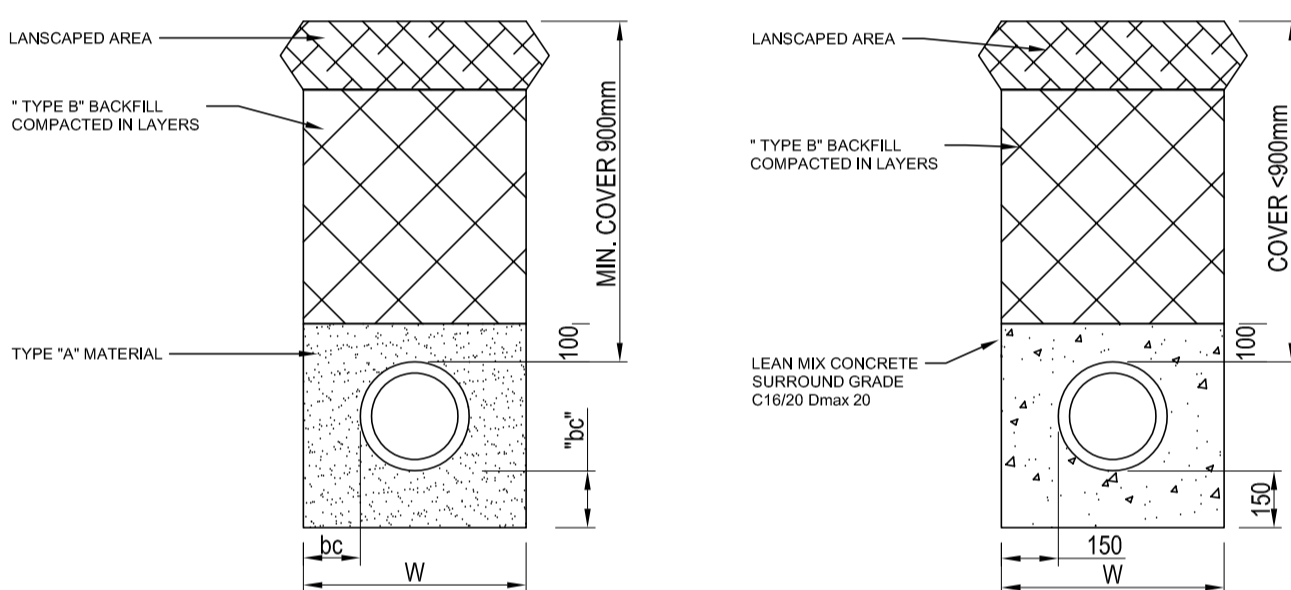 LANSCAPED AREA
" TYPE B" BACKFILL
COMPACTED IN LAYERS
TYPE "A" MATERIAL
MIN. COVER 900mm
100
"bc"
bc
W
LANSCAPED AREA
" TYPE B" BACKFILL
COMPACTED IN LAYERS
LEAN MIX CONCRETE
SURROUND GRADE
C16/20 Dmax 20
COVER <900mm
100
150
150
W